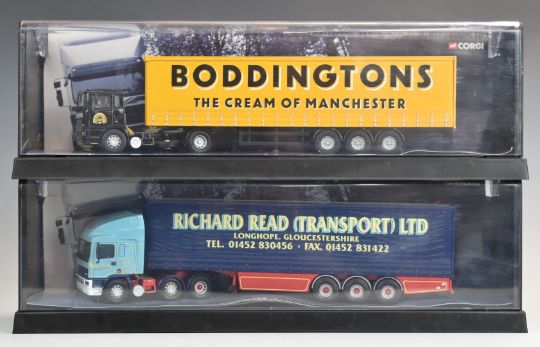 CORGI
BODDINGTONS
THE CREAM OF MANCHESTER
RICHARD READ (TRANSPORT) LTD
LONGHOPE, GLOUCESTERSHIRE
TEL. 01452 830456 · FAX. 01452 831422